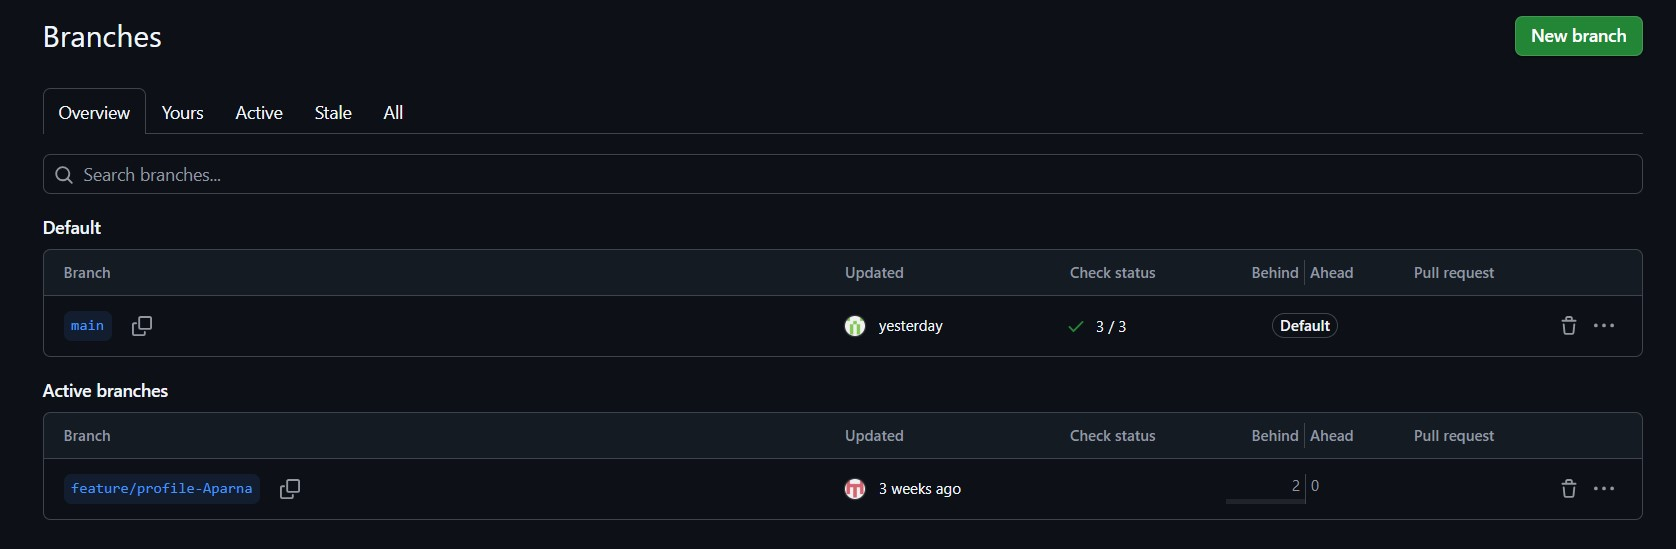 Branches
New branch
Overview Yours Active Stale All
Search branches...
Default
Branch Updated Check status Behind Ahead Pull request
main yesterday 3 / 3 Default
Active branches
Branch Updated Check status Behind Ahead Pull request
feature/profile-Aparna 3 weeks ago 2 0